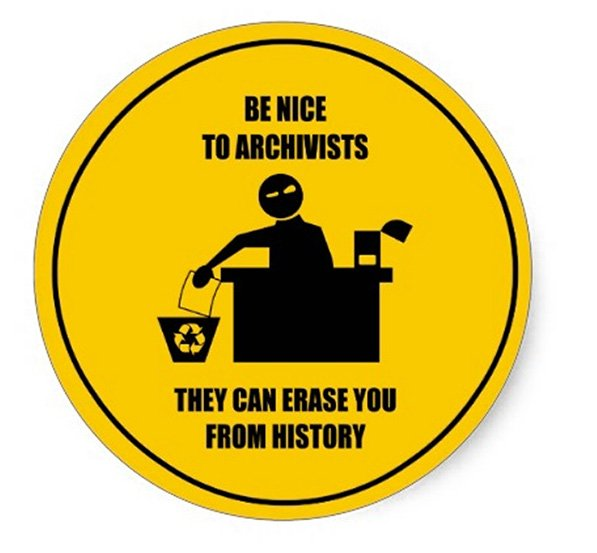 BE NICE
TO ARCHIVISTS
THEY CAN ERASE YOU
FROM HISTORY